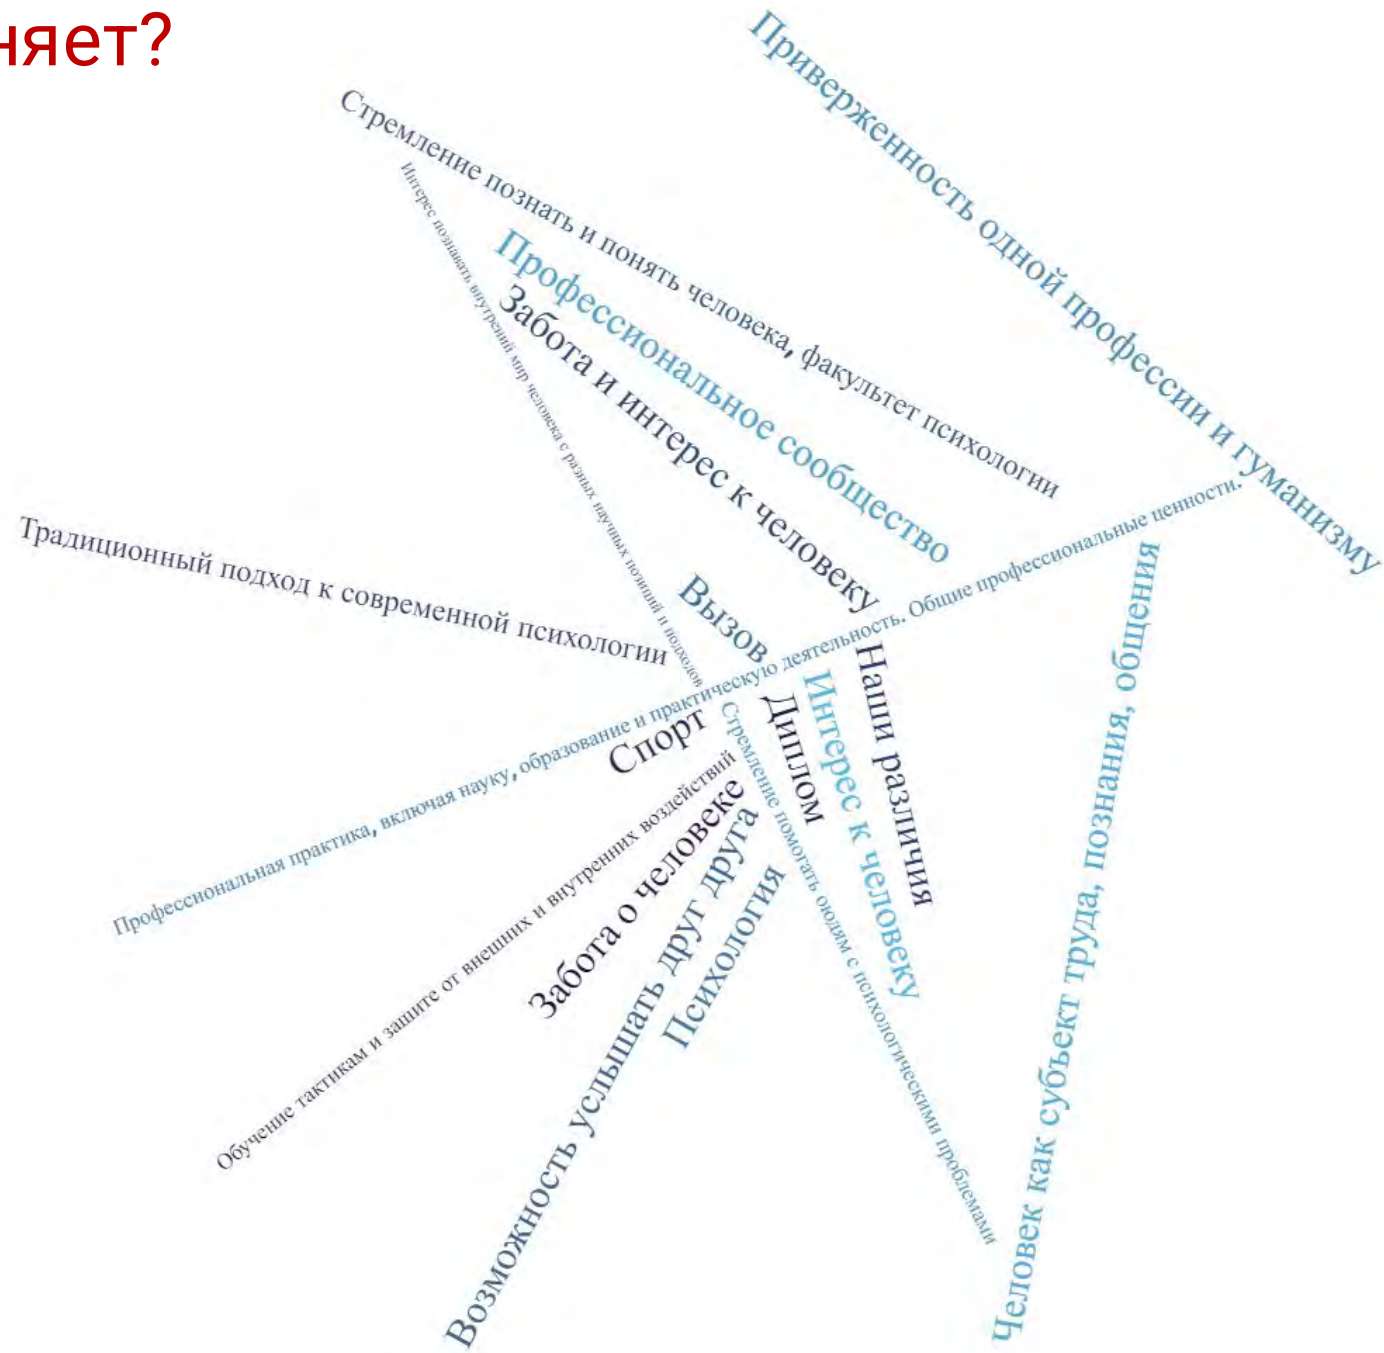 няет?
Приверженность одной профессии и гуманизму
Стремление познать и понять человека, факультет психологии
Интерес познавать внутрений мир человека с разных научных позиций и подходов
Профессиональное сообщество
Забота и интерес к человеку
Традиционный подход к современной психологии
Вызов
Профессиональная практика, включая науку, образование и практическую деятельность. Общие профессиональные ценности.
Человек как субъект труда, познания, общения
Наши различия
Интерес к человеку
Диплом
Спорт
Стремление помогать оюдям с психологическими проблемами
Обучение тактикам и зашите от внешних и внутренних воздействий
Забота о человеке
Возможность услышать друг друга
Психология